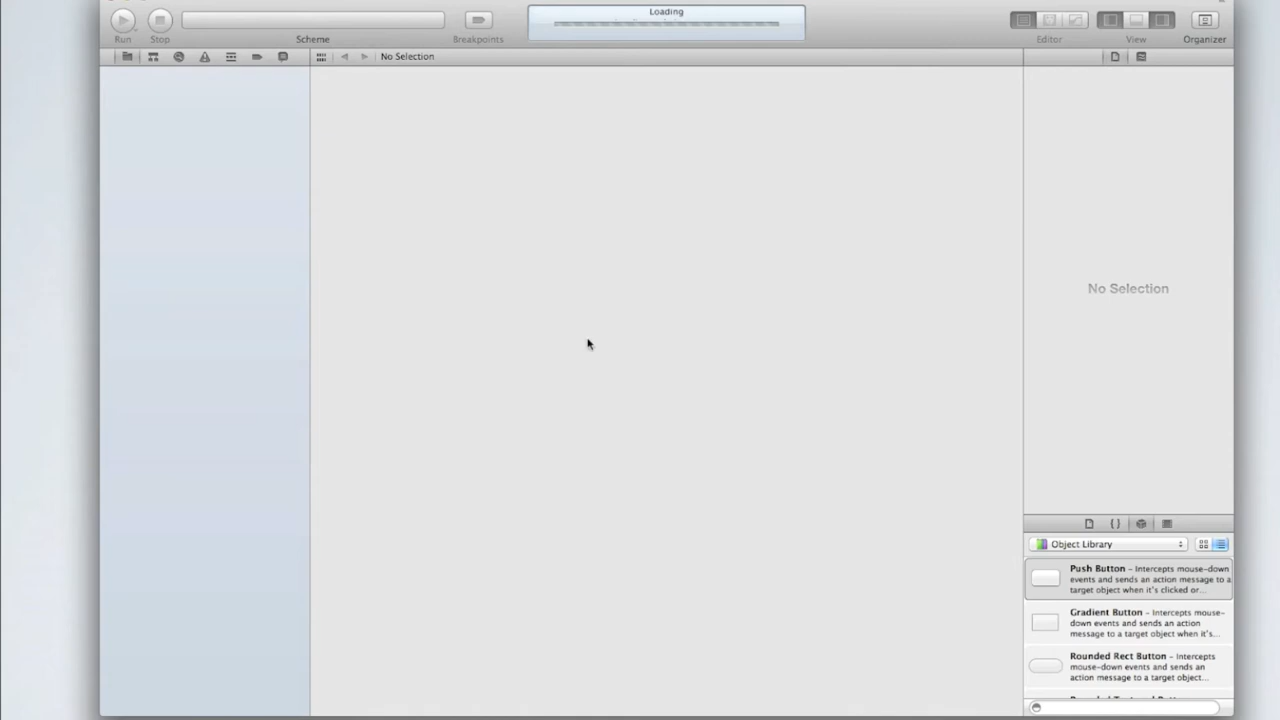 Loading
Run
Stop
Scheme
Breakpoints
Editor
View
Organizer
No Selection
No Selection
{ }
Object Library
Push Button – Intercepts mouse-down
events and sends an action message to a
target object when it's clicked or...
Gradient Button – Intercepts mouse-
down events and sends an action
message to a target object when it's...
Rounded Rect Button – Intercepts
mouse-down events and sends an
action message to a target object...